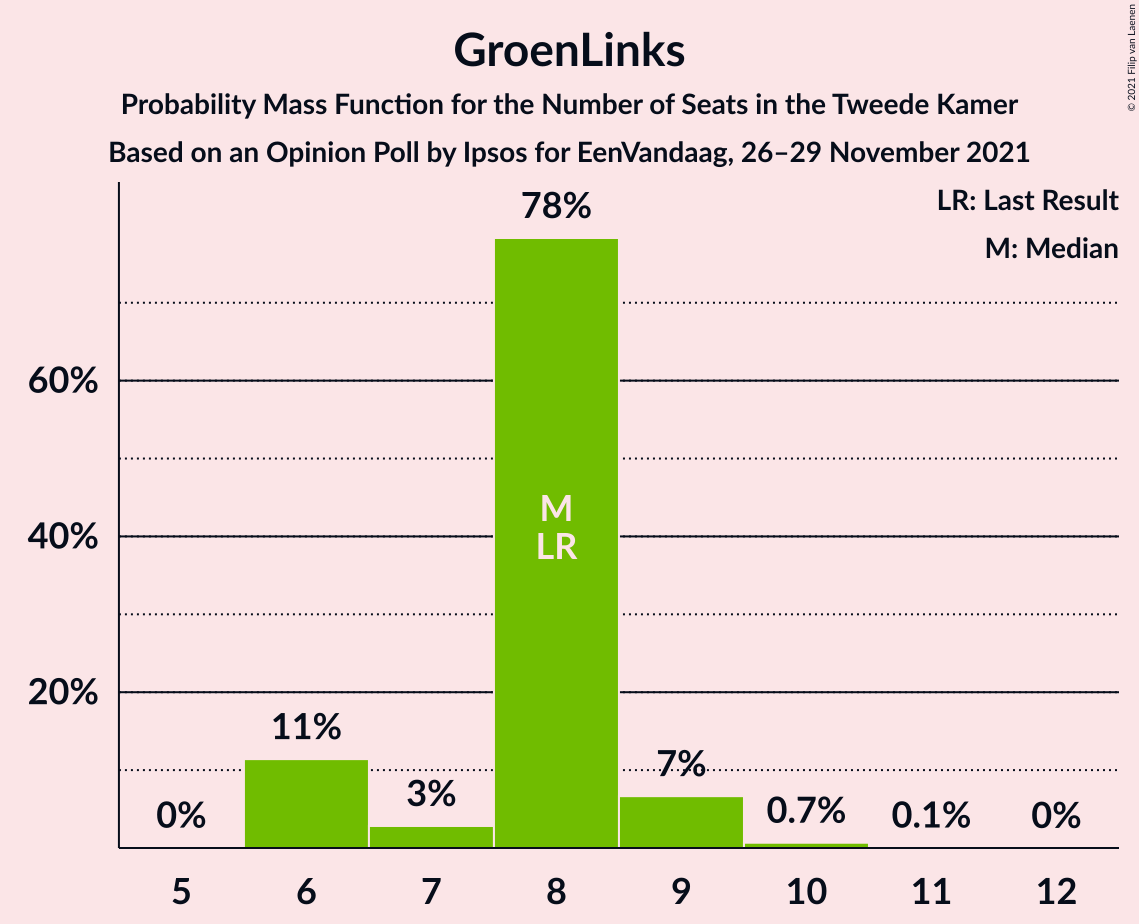 GroenLinks
Probability Mass Function for the Number of Seats in the Tweede Kamer
Based on an Opinion Poll by Ipsos for EenVandaag, 26–29 November 2021
© 2021 Filip van Laenen
LR: Last Result
M: Median
78%
60%
40%
20%
M
LR
0%
11%
3%
7%
0.7%
0.1%
0%
5
6
7
8
9
10
11
12